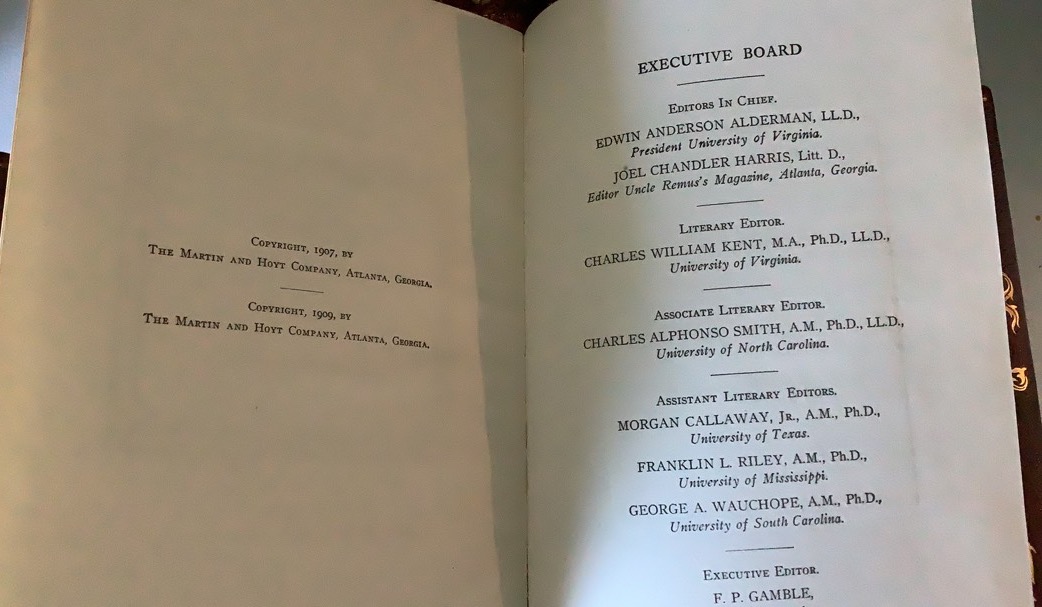 Copyright, 1907, by
The Martin and Hoyt Company, Atlanta, Georgia.
Copyright, 1909, by
The Martin and Hoyt Company, Atlanta, Georgia.
EXECUTIVE BOARD
Editors In Chief.
EDWIN ANDERSON ALDERMAN, LL.D.,
President University of Virginia.
JOEL CHANDLER HARRIS, Litt. D.,
Editor Uncle Remus's Magazine, Atlanta, Georgia.
Literary Editor.
CHARLES WILLIAM KENT, M.A., Ph.D., LL.D.,
University of Virginia.
Associate Literary Editor.
CHARLES ALPHONSO SMITH, A.M., Ph.D., LL.D.,
University of North Carolina.
Assistant Literary Editors.
MORGAN CALLAWAY, Jr., A.M., Ph.D.,
University of Texas.
FRANKLIN L. RILEY, A.M., Ph.D.,
University of Mississippi.
GEORGE A. WAUCHOPE, A.M., Ph.D.,
University of South Carolina.
Executive Editor.
F. P. GAMBLE,